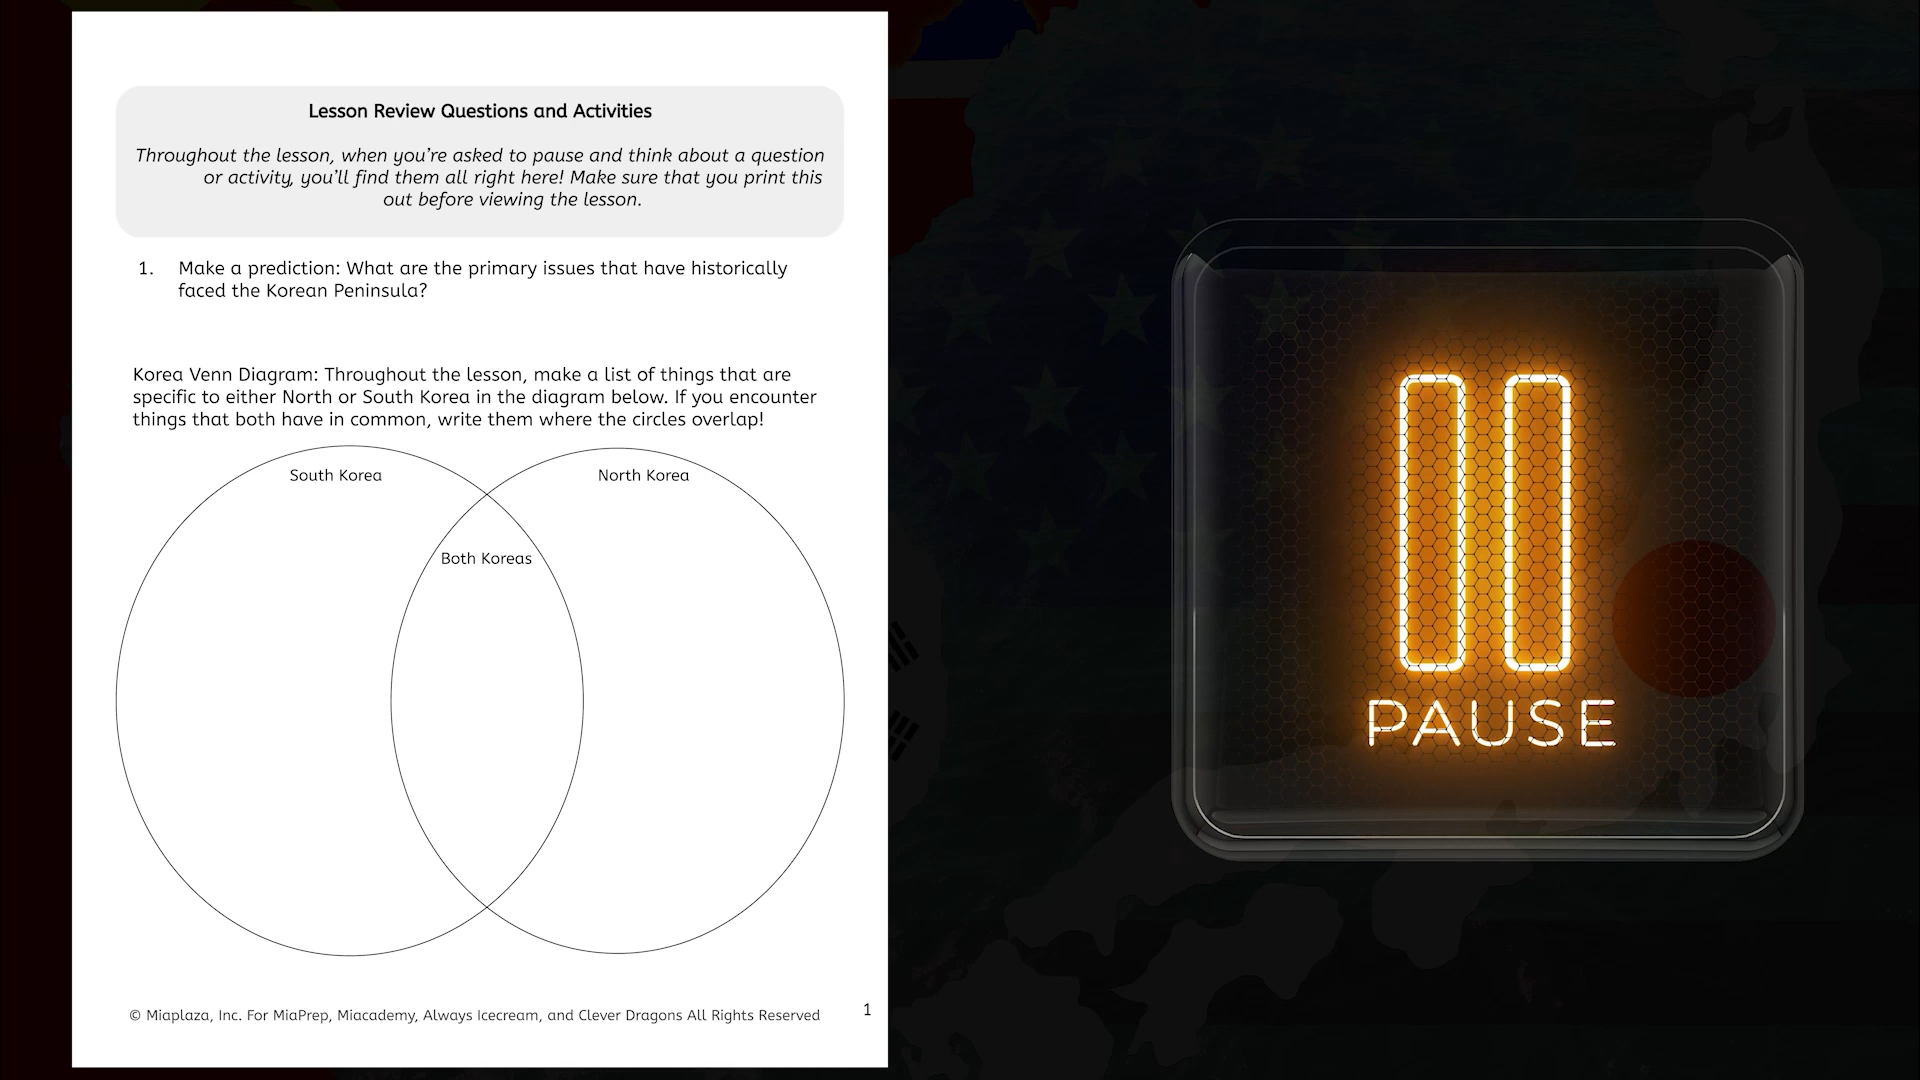 Lesson Review Questions and Activities
Throughout the lesson, when you’re asked to pause and think about a question
or activity, you’ll find them all right here! Make sure that you print this
out before viewing the lesson.
1. Make a prediction: What are the primary issues that have historically
faced the Korean Peninsula?
Korea Venn Diagram: Throughout the lesson, make a list of things that are
specific to either North or South Korea in the diagram below. If you encounter
things that both have in common, write them where the circles overlap!
South Korea
North Korea
Both Koreas
© Miaplaza, Inc. For MiaPrep, Miacademy, Always Icecream, and Clever Dragons All Rights Reserved
1
PAUSE